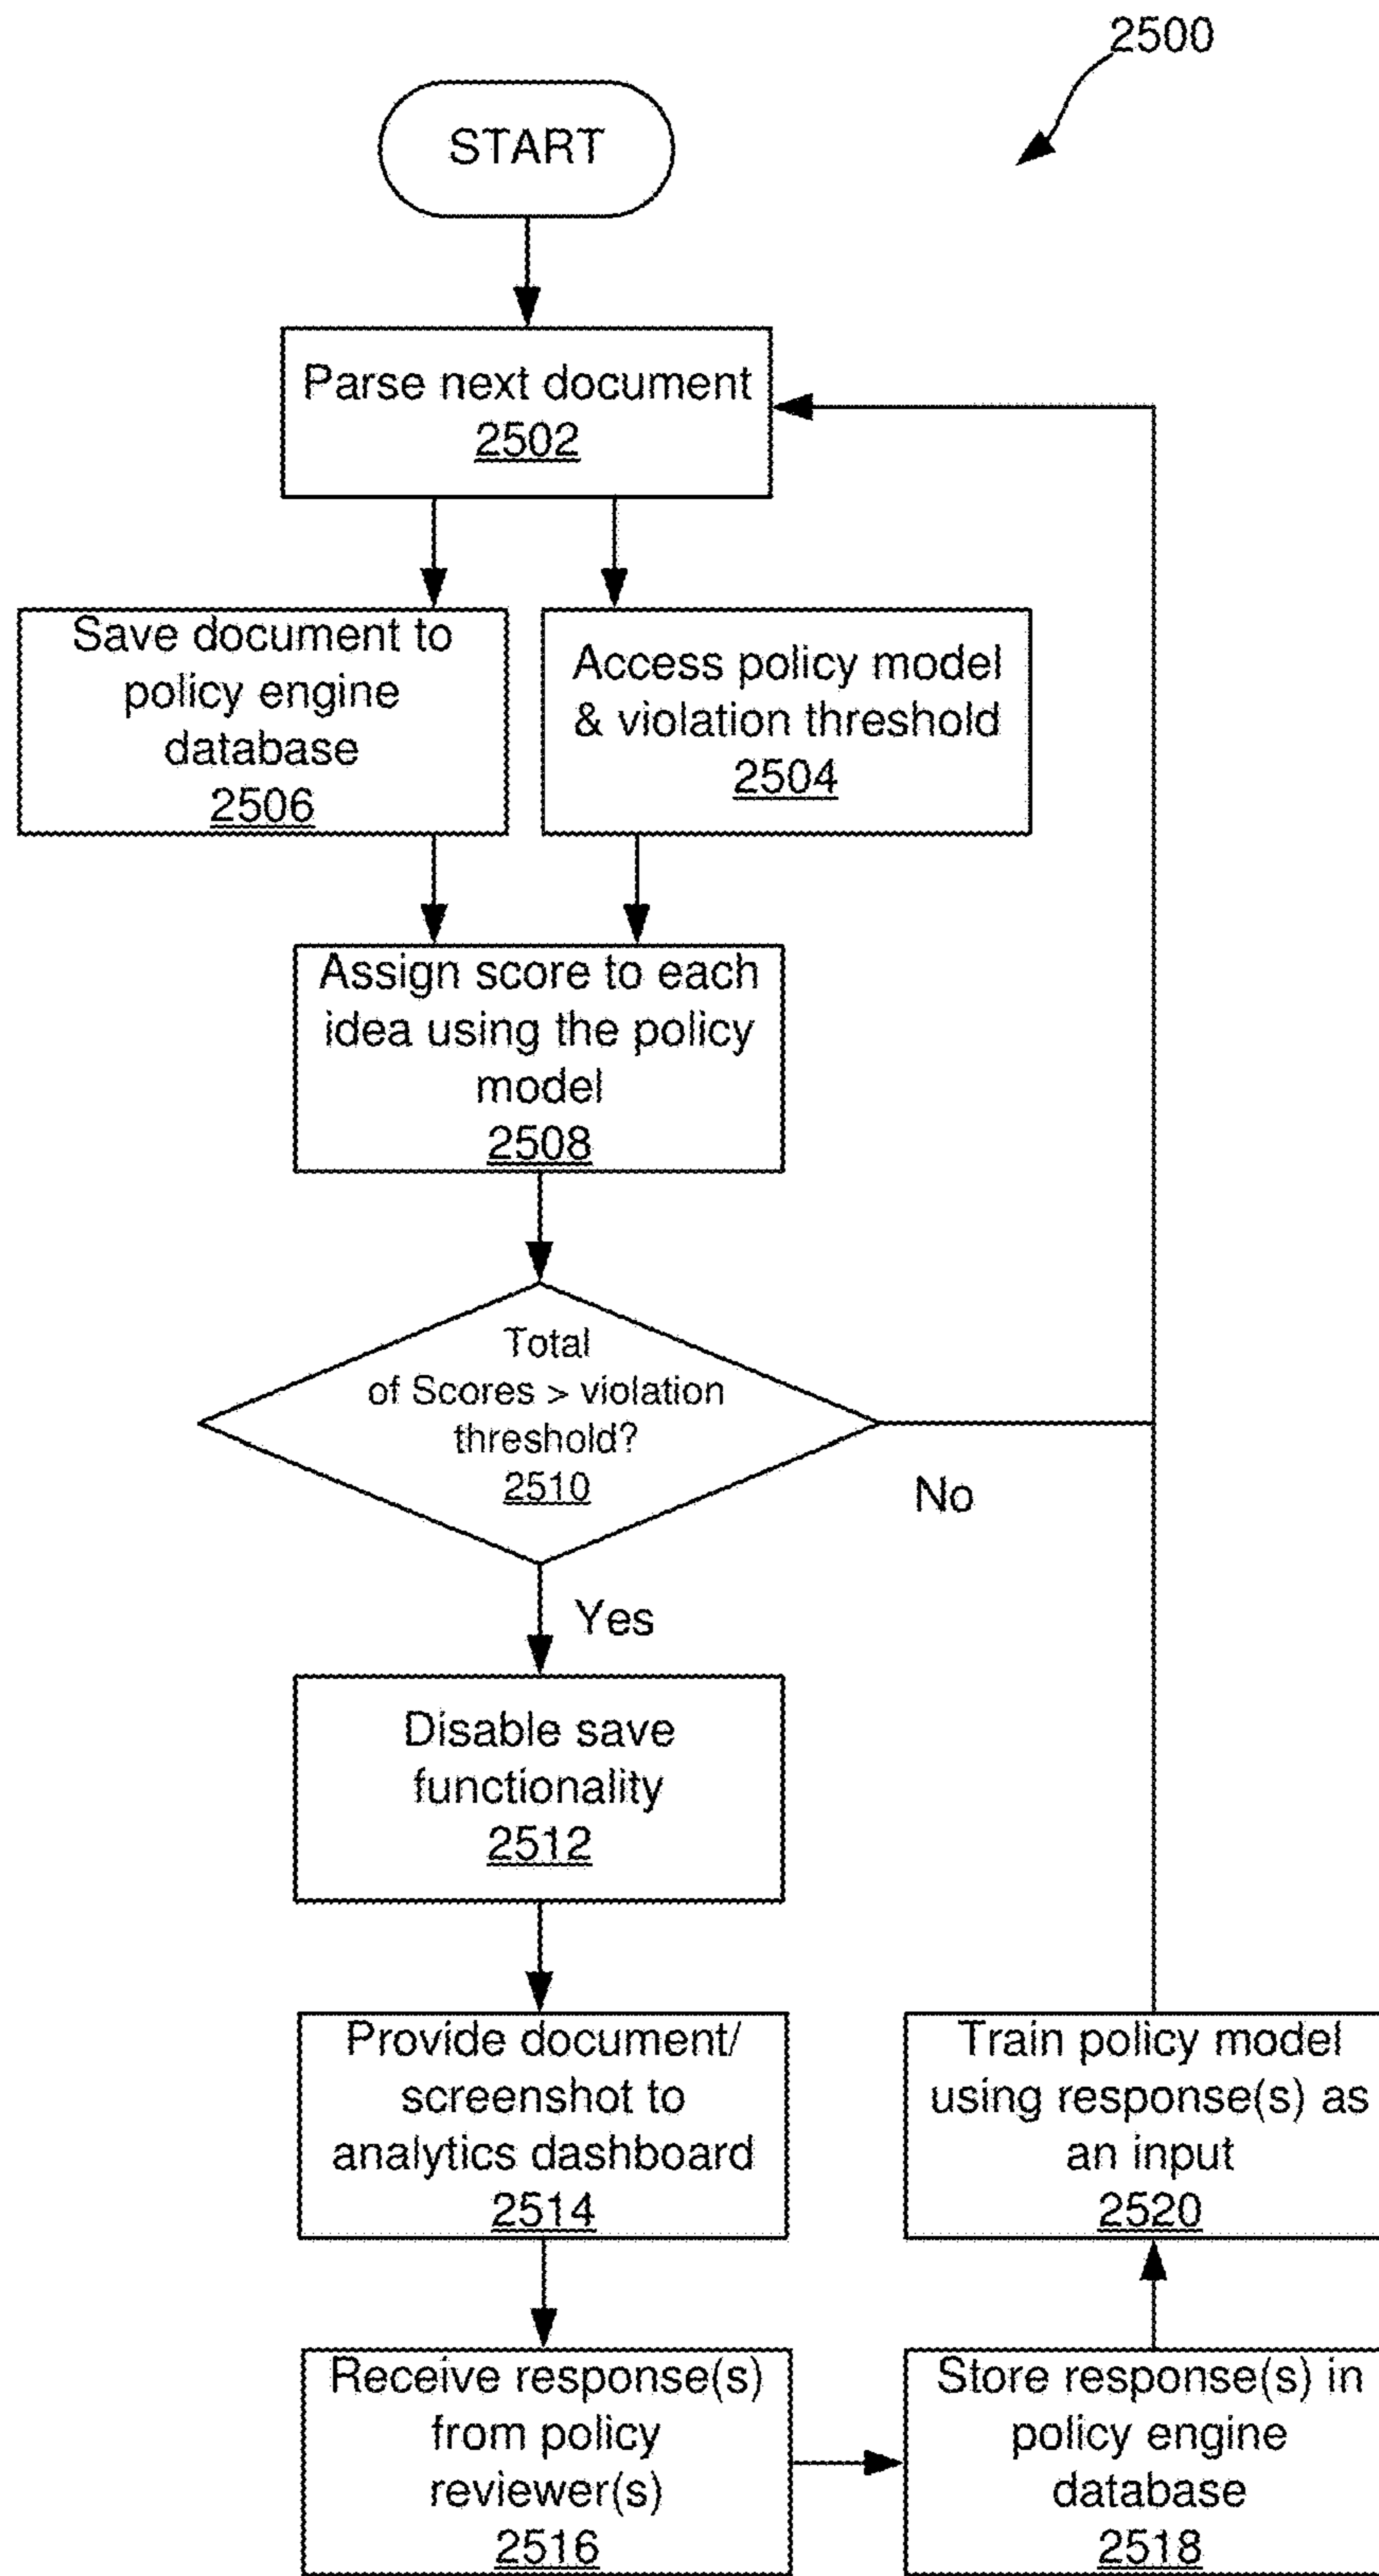 2500
START
Parse next document
2502
Save document to
policy engine
database
2506
Access policy model
& violation threshold
2504
Assign score to each
idea using the policy
model
2508
Total
of Scores > violation
threshold?
2510
No
Yes
Disable save
functionality
2512
Provide document/
screenshot to
analytics dashboard
2514
Train policy model
using response(s) as
an input
2520
Receive response(s)
from policy
reviewer(s)
2516
Store response(s) in
policy engine
database
2518